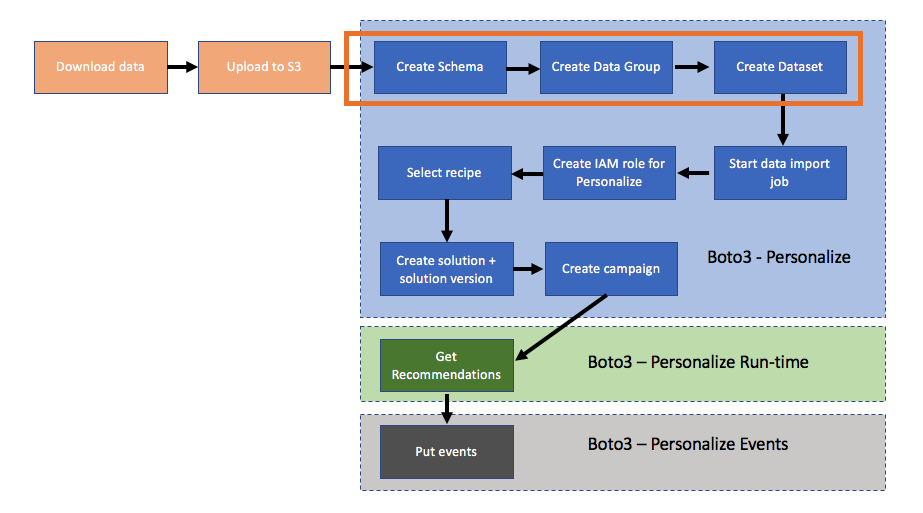 Download data
Upload to S3
Create Schema
Create Data Group
Create Dataset
Select recipe
Create IAM role for
Personalize
Start data import
job
Create solution +
solution version
Create campaign
Boto3 - Personalize
Get
Recommendations
Boto3 – Personalize Run-time
Put events
Boto3 – Personalize Events